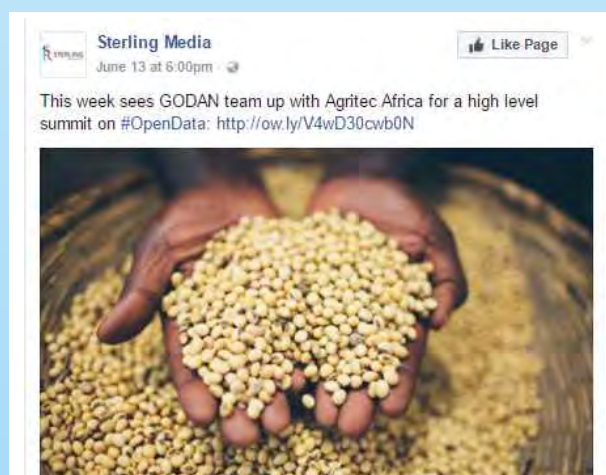 Sterling Media
Like Page
June 13 at 6:00pm
This week sees GODAN team up with Agritec Africa for a high level
summit on #OpenData: http://ow.ly/V4wD30cwb0N